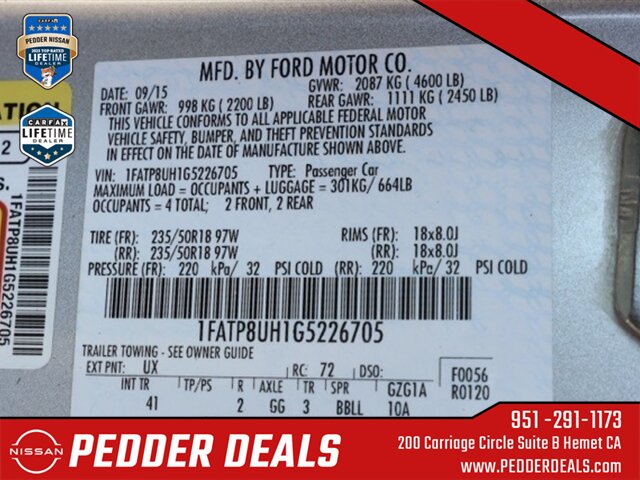 CARFAX
PEDDER NISSAN
2025 TOP-RATED
LIFETIME
DEALER
CARFAX
LIFETIME
DEALER
ATION
2
S.
1FATP8UH1G5226705
MFD. BY FORD MOTOR CO.
DATE: 09/15 GVWR: 2087 KG (4600 LB)
FRONT GAWR: 998 KG (2200 LB) REAR GAWR: 1111 KG (2450 LB)
THIS VEHICLE CONFORMS TO ALL APPLICABLE FEDERAL MOTOR
VEHICLE SAFETY, BUMPER, AND THEFT PREVENTION STANDARDS
IN EFFECT ON THE DATE OF MANUFACTURE SHOWN ABOVE.
VIN: 1FATP8UH1G5226705 TYPE: Passenger Car
MAXIMUM LOAD = OCCUPANTS + LUGGAGE = 301KG/ 664LB
OCCUPANTS = 4 TOTAL; 2 FRONT, 2 REAR
TIRE (FR): 235/50R18 97W RIMS (FR): 18x8.0J
(RR): 235/50R18 97W (RR): 18x8.0J
PRESSURE (FR): 220 kPa/ 32 PSI COLD (RR): 220 kPa/ 32 PSI COLD
1FATP8UH1G5226705
TRAILER TOWING - SEE OWNER GUIDE
EXT PNT: UX RC: 72 DSO: F0056
INT TR TP/PS R AXLE TR SPR GZG1A R0120
41 2 GG 3 BBLL 10A
NISSAN
PEDDER DEALS
951 -291-1173
200 Carriage Circle Suite B Hemet CA
WWW.PEDDERDEALS.COM